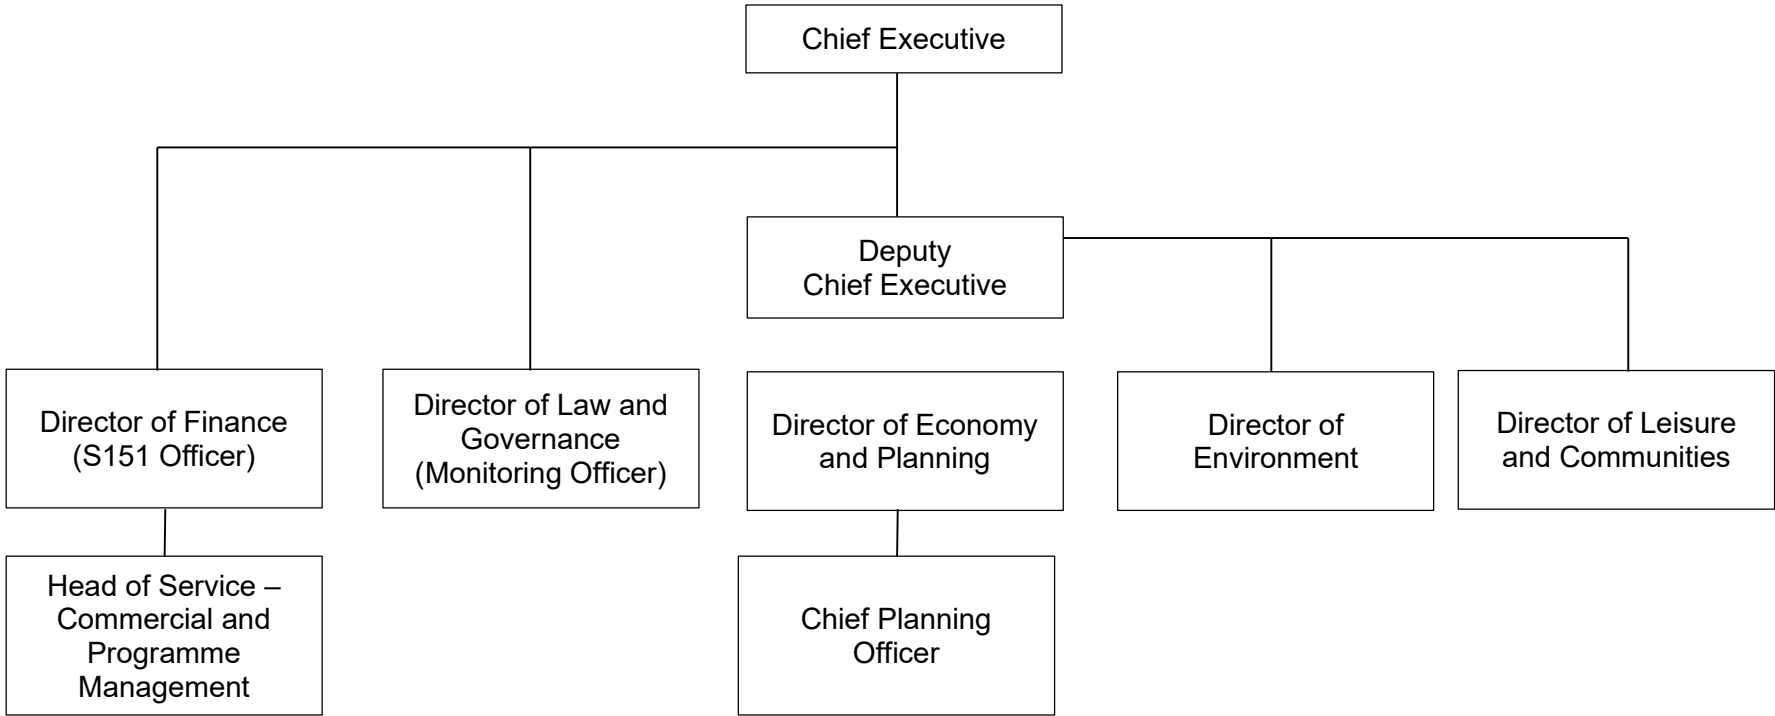 Chief Executive
Deputy
Chief Executive
Director of Finance
(S151 Officer)
Director of Law and
Governance
(Monitoring Officer)
Director of Economy
and Planning
Director of
Environment
Director of Leisure
and Communities
Head of Service –
Commercial and
Programme
Management
Chief Planning
Officer